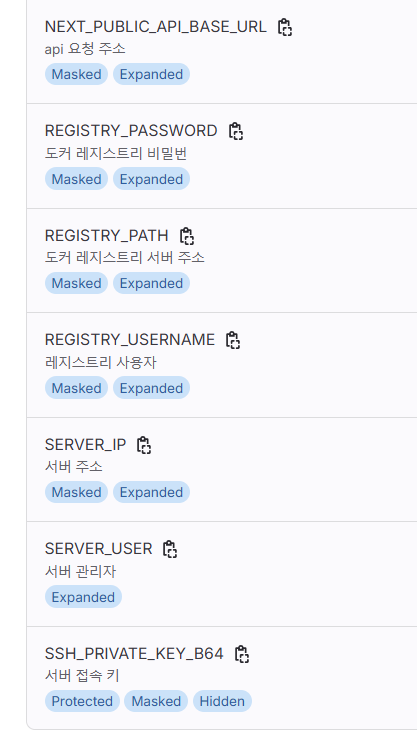 NEXT_PUBLIC_API_BASE_URL
api 요청 주소
Masked Expanded
REGISTRY_PASSWORD
도커 레지스트리 비밀번
Masked Expanded
REGISTRY_PATH
도커 레지스트리 서버 주소
Masked Expanded
REGISTRY_USERNAME
레지스트리 사용자
Masked Expanded
SERVER_IP
서버 주소
Masked Expanded
SERVER_USER
서버 관리자
Expanded
SSH_PRIVATE_KEY_B64
서버 접속 키
Protected Masked Hidden